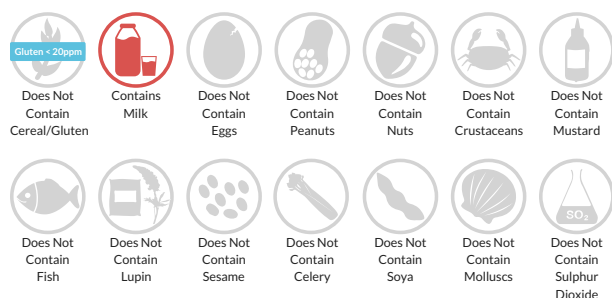 Gluten < 20ppm
Does Not
Contain
Cereal/Gluten
Contains
Milk
Does Not
Contain
Eggs
Does Not
Contain
Peanuts
Does Not
Contain
Nuts
Does Not
Contain
Crustaceans
Does Not
Contain
Mustard
Does Not
Contain
Fish
Does Not
Contain
Lupin
Does Not
Contain
Sesame
Does Not
Contain
Celery
Does Not
Contain
Soya
Does Not
Contain
Molluscs
SO₂
Does Not
Contain
Sulphur
Dioxide